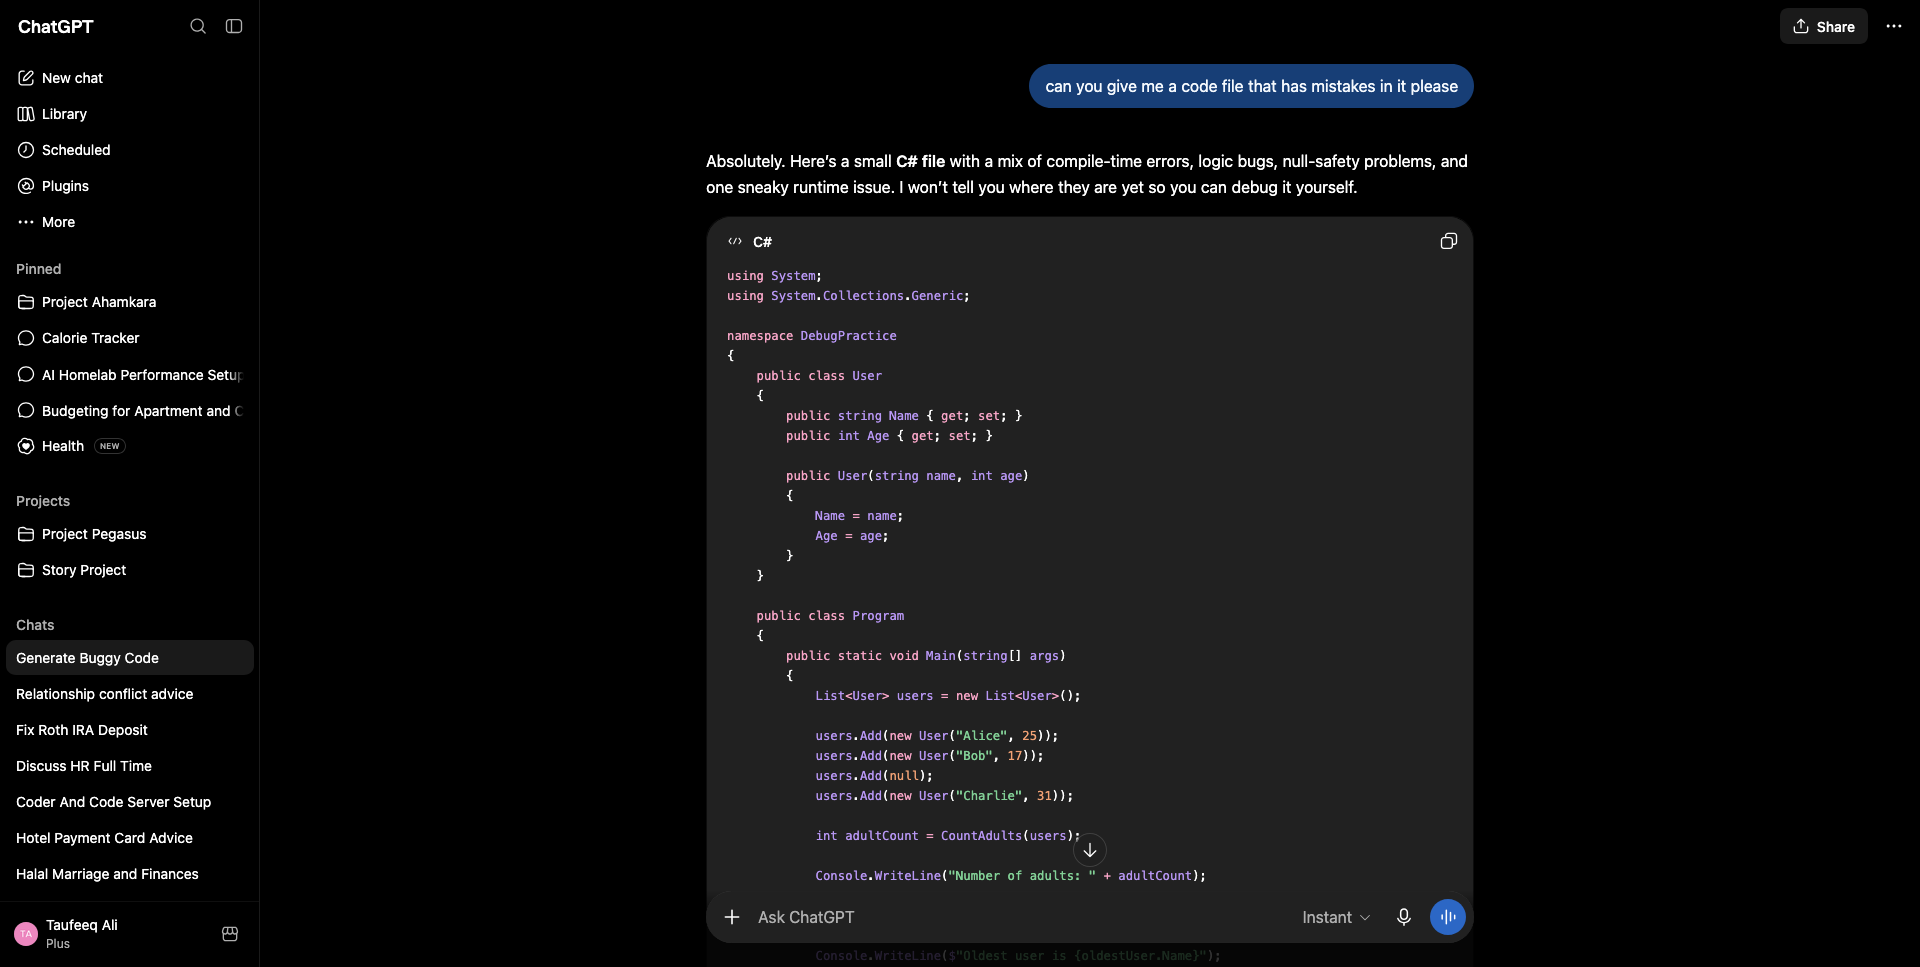 ChatGPT
New chat
Library
Scheduled
Plugins
More
Pinned
Project Ahamkara
Calorie Tracker
AI Homelab Performance Setup
Budgeting for Apartment and C
Health NEW
Projects
Project Pegasus
Story Project
Chats
Generate Buggy Code
Relationship conflict advice
Fix Roth IRA Deposit
Discuss HR Full Time
Coder And Code Server Setup
Hotel Payment Card Advice
Halal Marriage and Finances
TA
Taufeeq Ali
Plus
Share
can you give me a code file that has mistakes in it please
Absolutely. Here's a small C# file with a mix of compile-time errors, logic bugs, null-safety problems, and
one sneaky runtime issue. I won't tell you where they are yet so you can debug it yourself.
C#
using System;
using System.Collections.Generic;
namespace DebugPractice
{
    public class User
    {
        public string Name { get; set; }
        public int Age { get; set; }
        public User(string name, int age)
        {
            Name = name;
            Age = age;
        }
    }
    public class Program
    {
        public static void Main(string[] args)
        {
            List<User> users = new List<User>();
            users.Add(new User("Alice", 25));
            users.Add(new User("Bob", 17));
            users.Add(null);
            users.Add(new User("Charlie", 31));
            int adultCount = CountAdults(users);
            Console.WriteLine("Number of adults: " + adultCount);
Ask ChatGPT
Instant
            Console.WriteLine($"Oldest user is {oldestUser.Name}");